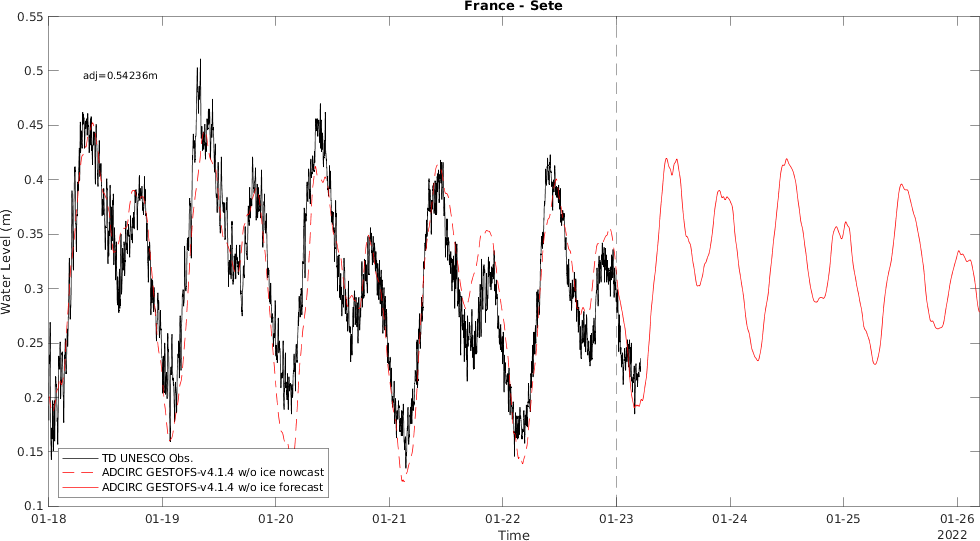 France - Sete
0.55
0.5
0.45
0.4
0.35
0.3
0.25
0.2
0.15
0.1
Water Level (m)
adj=0.54236m
TD UNESCO Obs.
ADCIRC GESTOFS-v4.1.4 w/o ice nowcast
ADCIRC GESTOFS-v4.1.4 w/o ice forecast
01-18 01-19 01-20 01-21 01-22 01-23 01-24 01-25 01-26
Time
2022